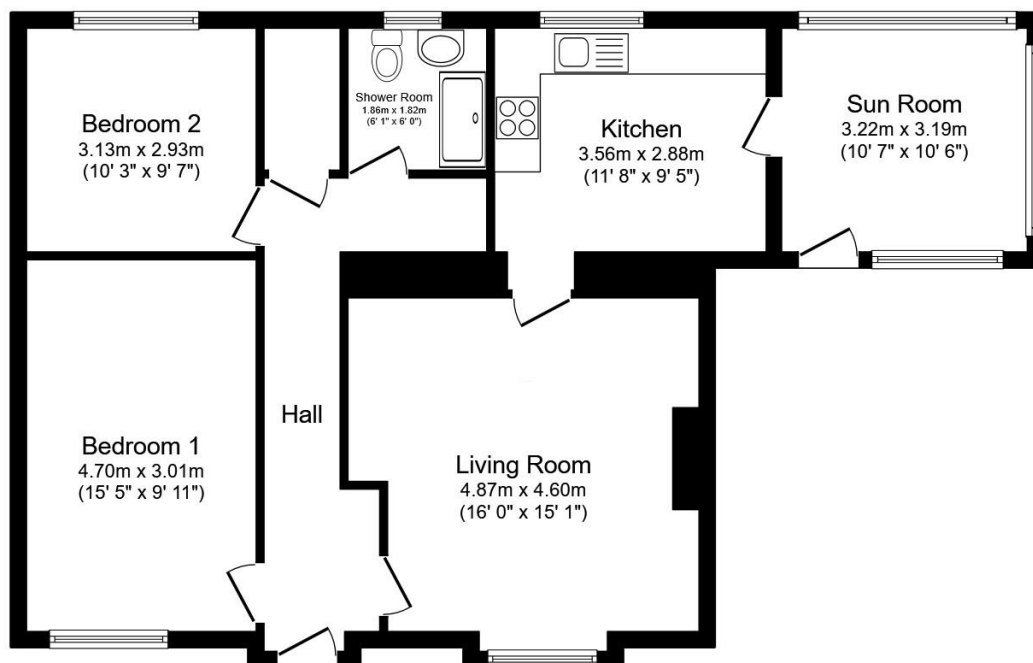 Bedroom 2
3.13m x 2.93m
(10' 3" x 9' 7")
Shower Room
1.86m x 1.82m
(6' 1" x 6' 0")
Kitchen
3.56m x 2.88m
(11' 8" x 9' 5")
Sun Room
3.22m x 3.19m
(10' 7" x 10' 6")
Bedroom 1
4.70m x 3.01m
(15' 5" x 9' 11")
Hall
Living Room
4.87m x 4.60m
(16' 0" x 15' 1")